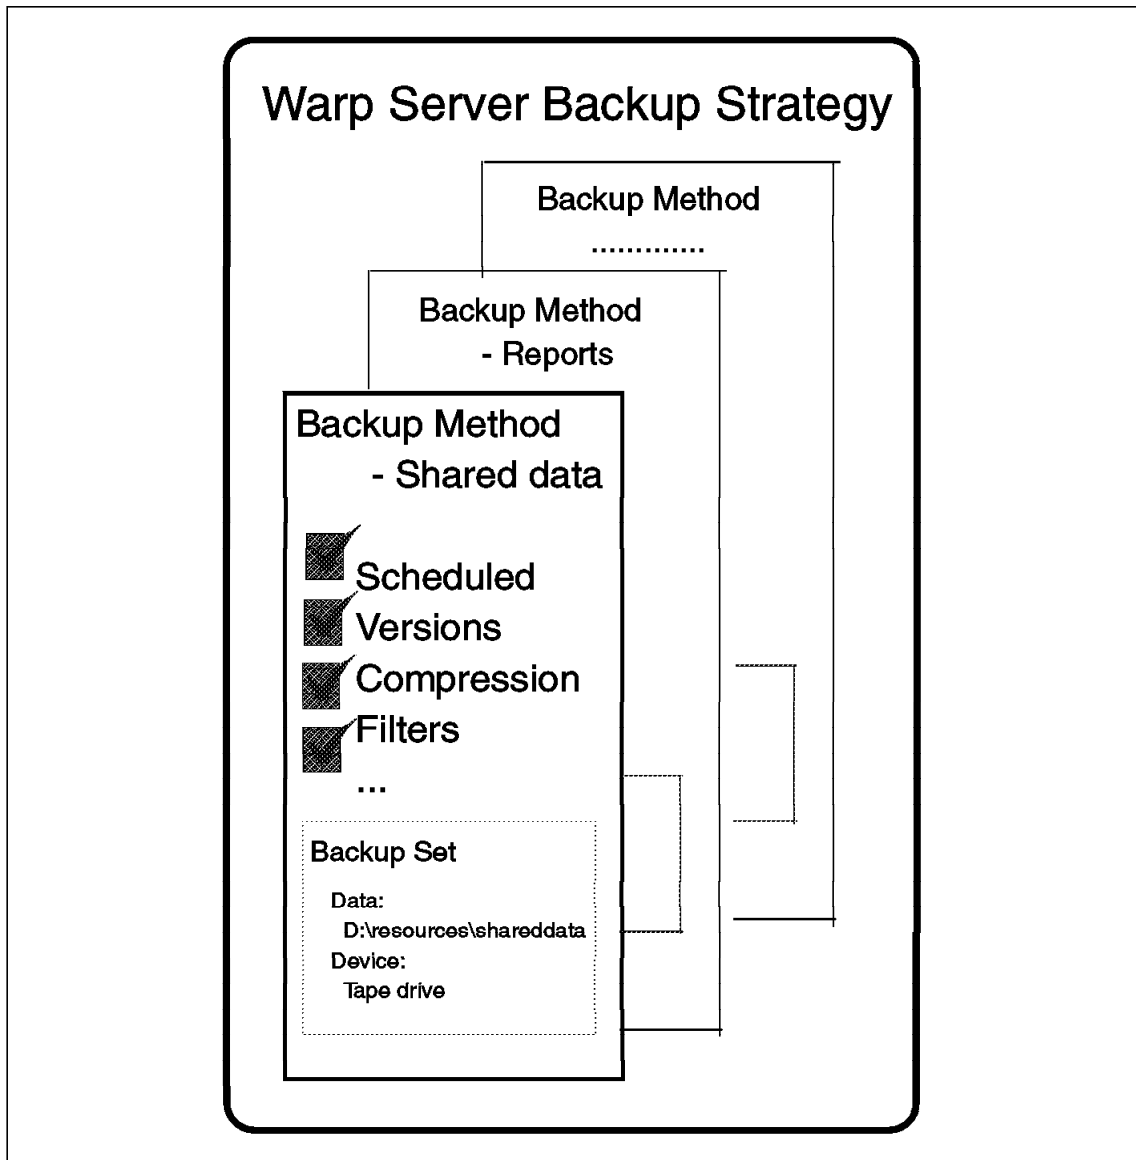 Warp Server Backup Strategy
Backup Method
.............
Backup Method
- Reports
Backup Method
- Shared data
Scheduled
Versions
Compression
Filters
...
Backup Set
Data:
D:\resources\shareddata
Device:
Tape drive